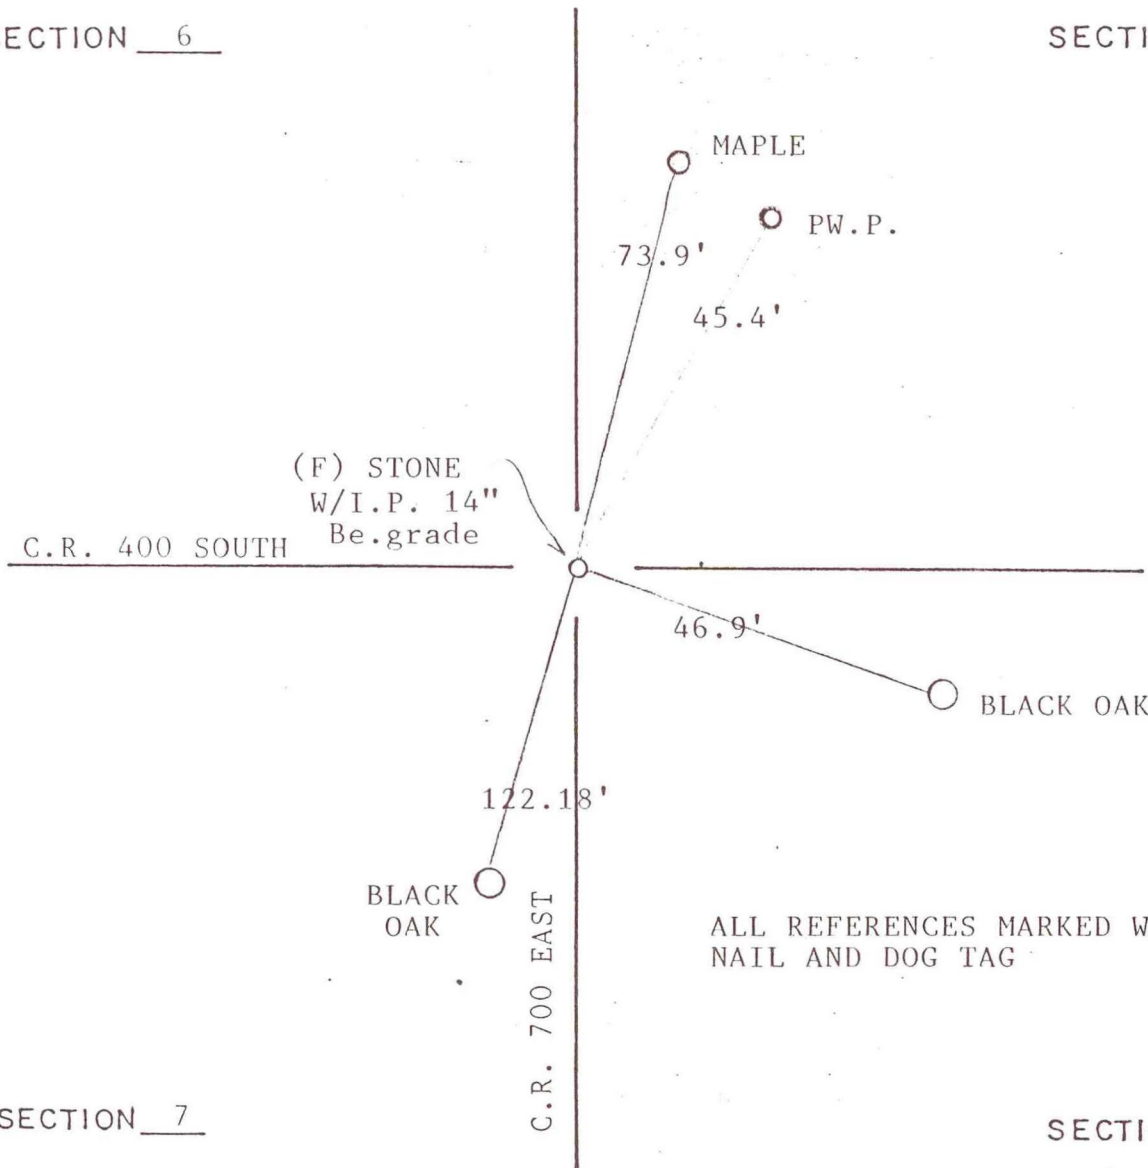 SECTION 6
SECTI
MAPLE
PW.P.
73.9'
45.4'
(F) STONE
W/I.P. 14"
Be.grade
C.R. 400 SOUTH
46.9'
BLACK OAK
122.18'
BLACK
OAK
C.R. 700 EAST
ALL REFERENCES MARKED W
NAIL AND DOG TAG
SECTION 7
SECTI